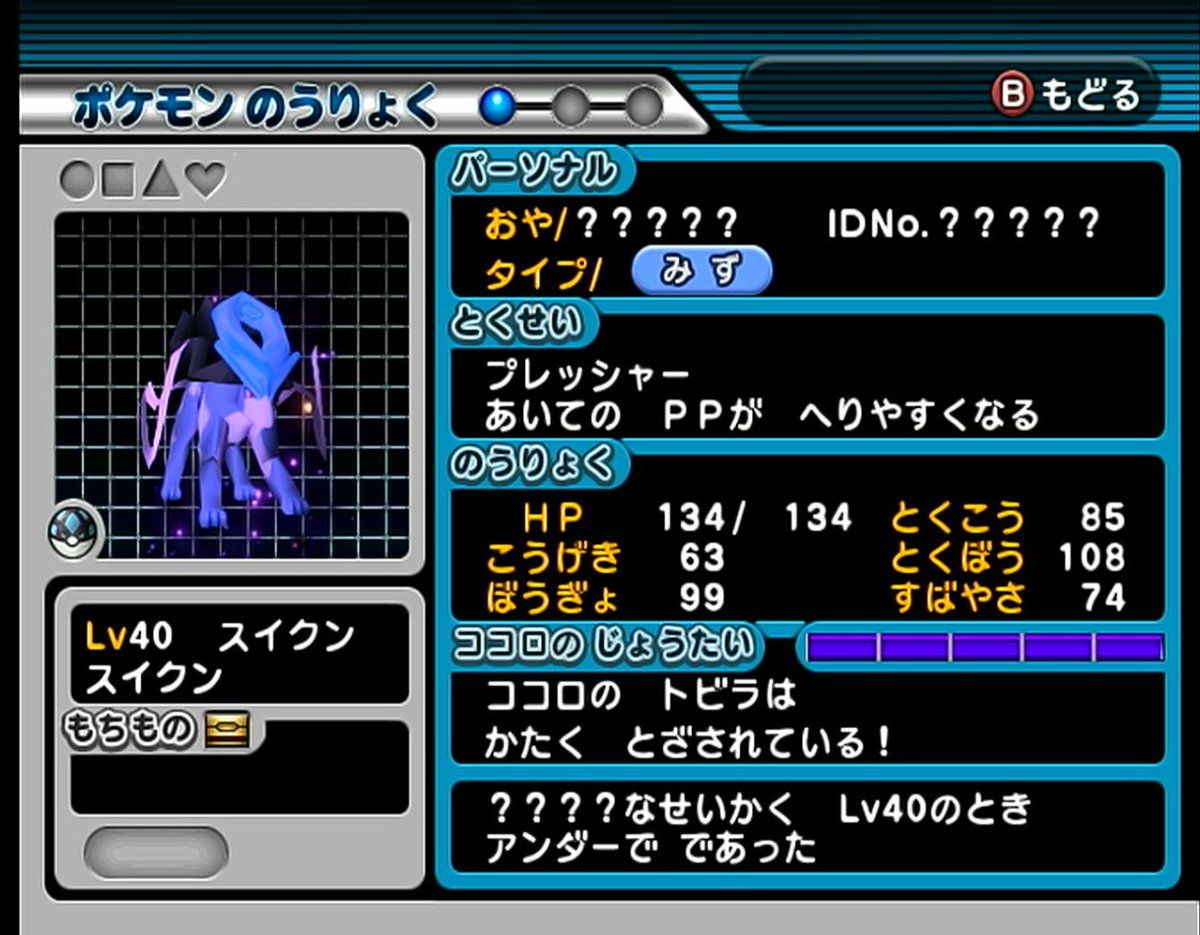 ポケモン のうりょく
B もどる
パーソナル
おや/?????　IDNo.?????
タイプ/ みず
とくせい
プレッシャー
あいての　PPが　へりやすくなる
のうりょく
HP　134/ 134　とくこう　85
こうげき　63　とくぼう　108
ぼうぎょ　99　すばやさ　74
Lv40　スイクン
スイクン
もちもの
ココロの じょうたい
ココロの　トビラは
かたく　とざされている!
????なせいかく　Lv40のとき
アンダーで であった